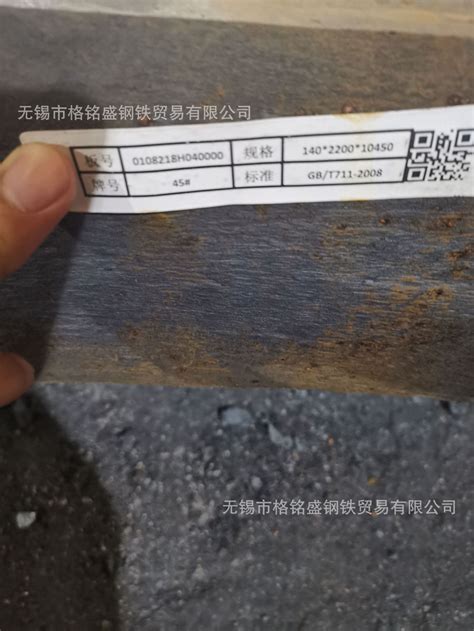 无锡市格铭盛钢铁贸易有限公司
板号 0108218H040000 规格 140*2200*10450
牌号 45# 标准 GB/T711-2008
无锡市格铭盛钢铁贸易有限公司